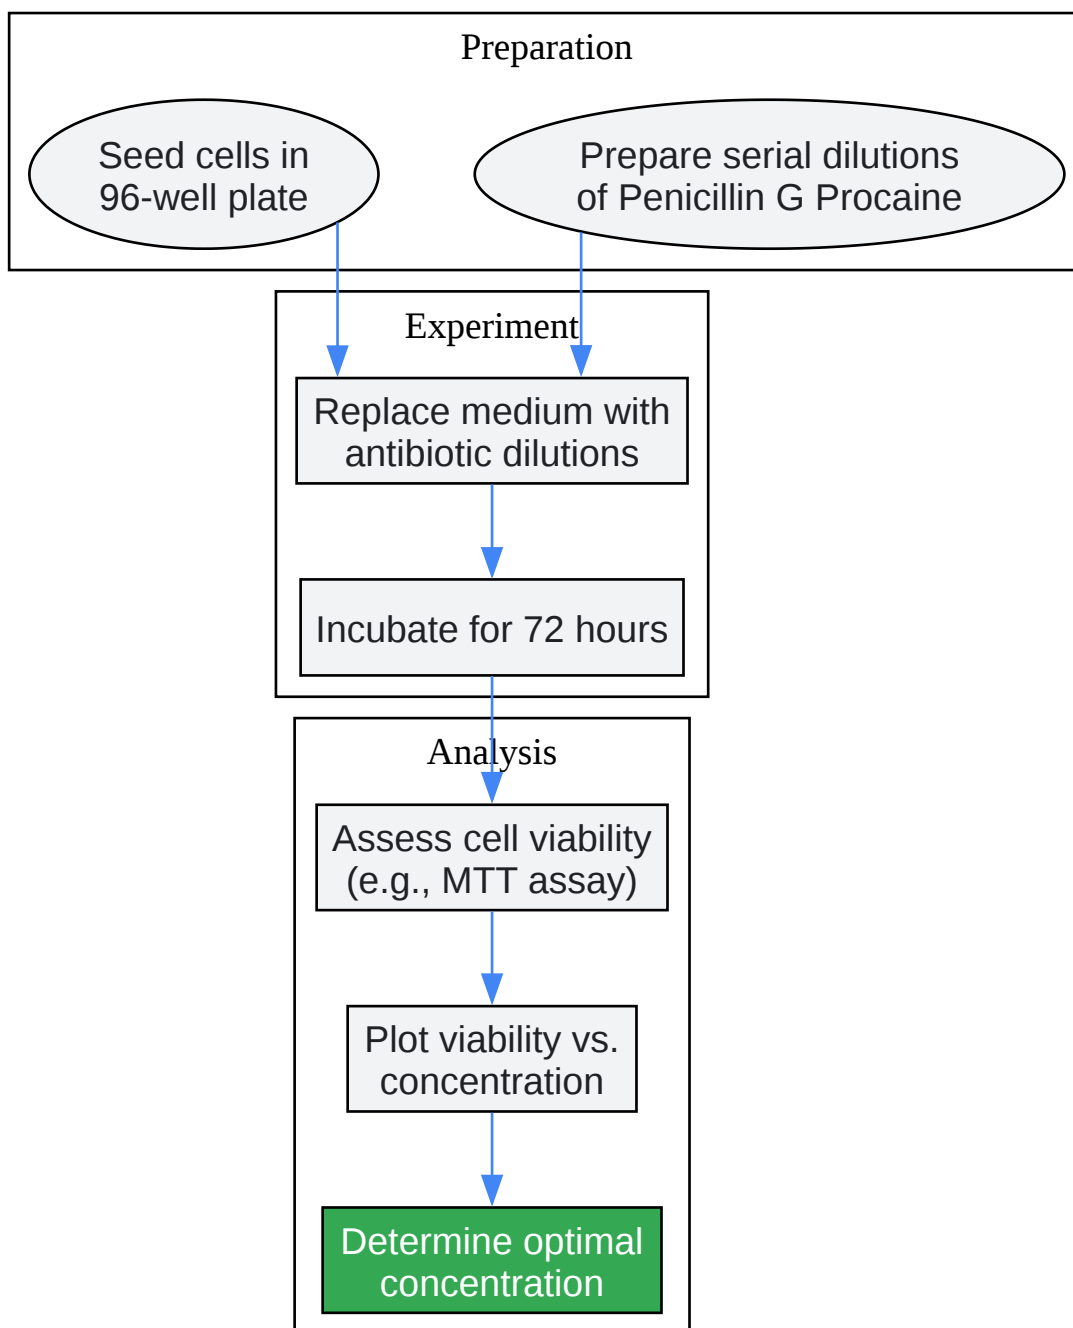 Preparation
Seed cells in
96-well plate
Prepare serial dilutions
of Penicillin G Procaine
Experiment
Replace medium with
antibiotic dilutions
Incubate for 72 hours
Analysis
Assess cell viability
(e.g., MTT assay)
Plot viability vs.
concentration
Determine optimal
concentration